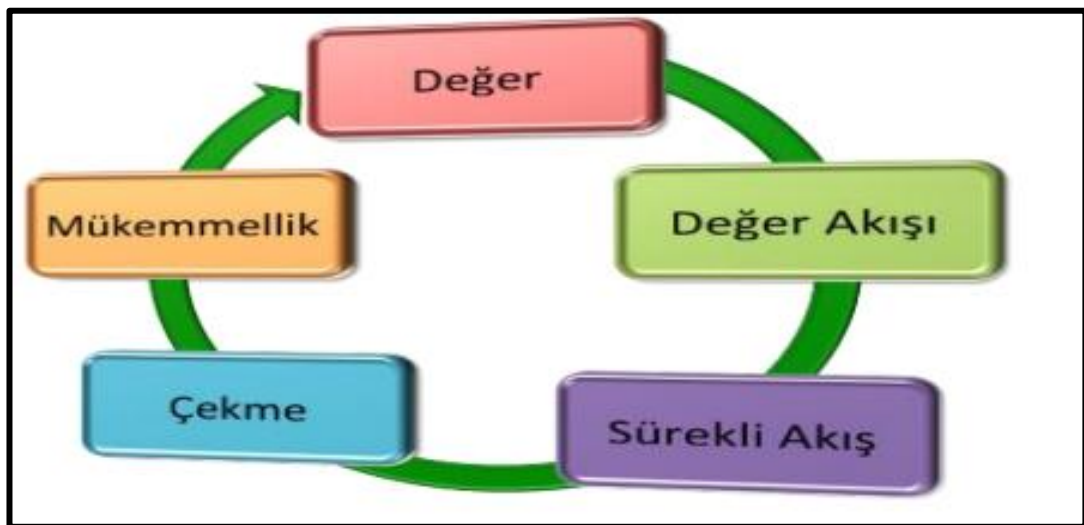 Değer
Değer Akışı
Sürekli Akış
Çekme
Mükemmellik